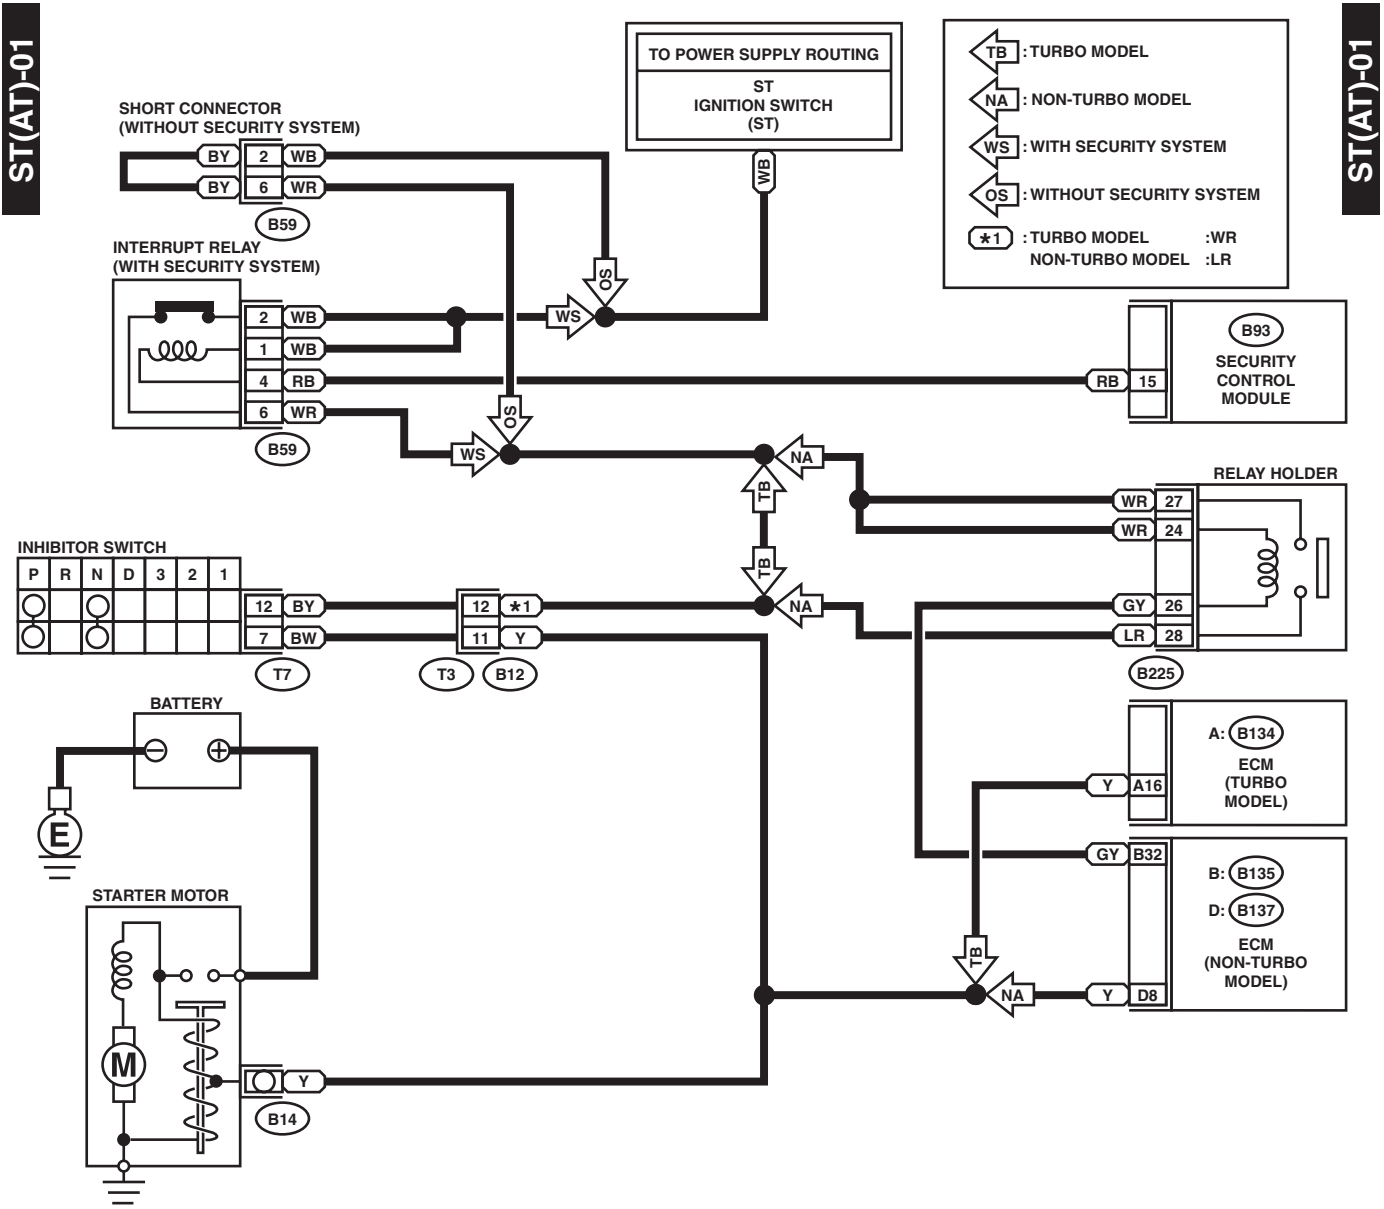 ST(AT)-01
ST(AT)-01
TO POWER SUPPLY ROUTING
ST
IGNITION SWITCH
(ST)
WB
TB : TURBO MODEL
NA : NON-TURBO MODEL
WS : WITH SECURITY SYSTEM
OS : WITHOUT SECURITY SYSTEM
*1 : TURBO MODEL :WR
NON-TURBO MODEL :LR
SHORT CONNECTOR
(WITHOUT SECURITY SYSTEM)
BY 2 WB
BY 6 WR
B59
INTERRUPT RELAY
(WITH SECURITY SYSTEM)
OS
2 WB
WS
1 WB
4 RB
6 WR
B59
OS
WS
RB 15
B93
SECURITY
CONTROL
MODULE
NA
TB
TB
NA
RELAY HOLDER
WR 27
WR 24
GY 26
LR 28
B225
INHIBITOR SWITCH
P R N D 3 2 1
12 BY
7 BW
T7
12 *1
11 Y
T3
B12
BATTERY
E
A: B134
ECM
(TURBO
MODEL)
Y A16
GY B32
B: B135
D: B137
ECM
(NON-TURBO
MODEL)
TB
NA
Y D8
STARTER MOTOR
M
Y
B14